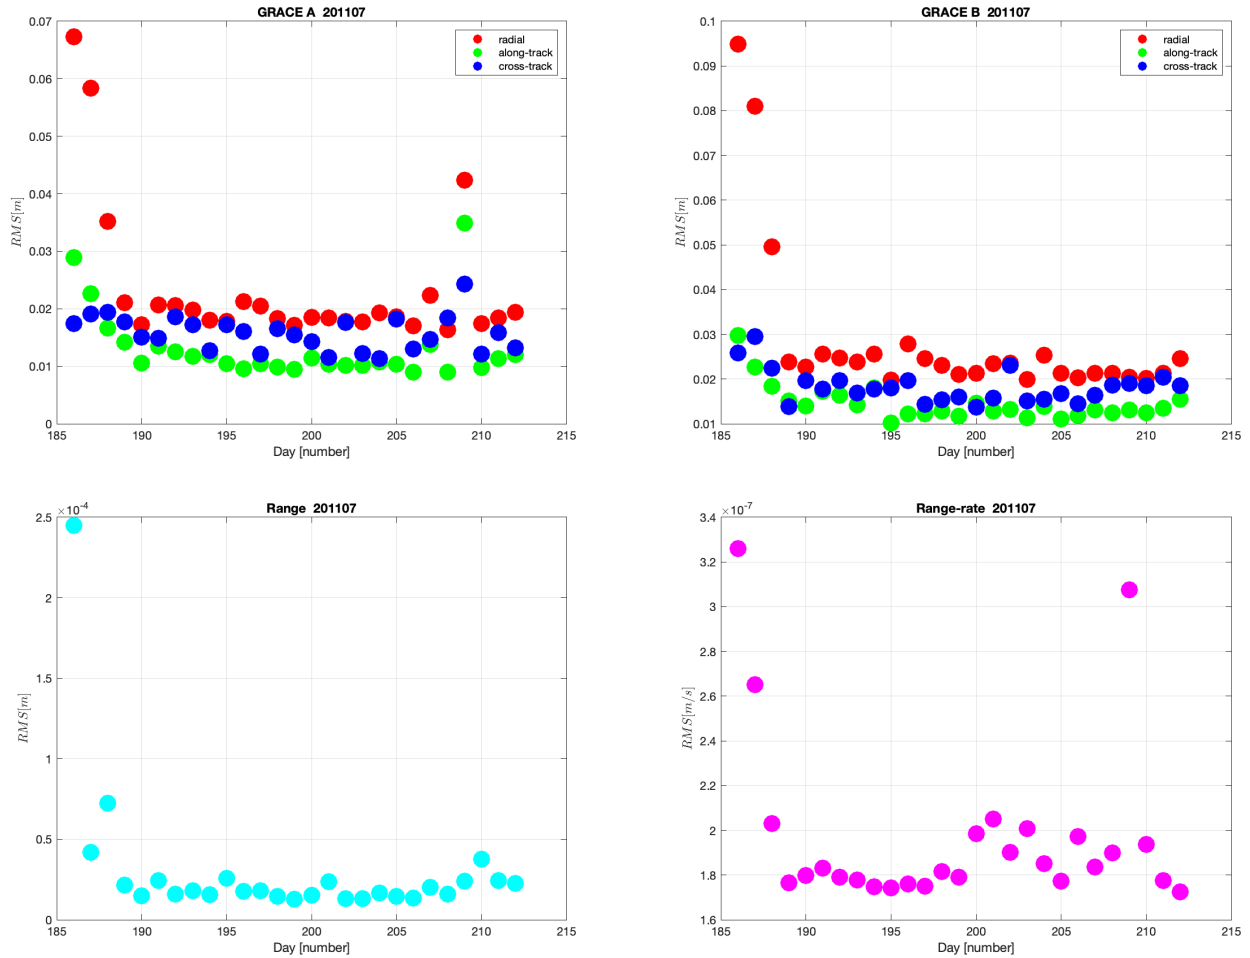 GRACE A  201107
0.07
0.06
0.05
0.04
0.03
0.02
0.01
0
RMS[m]
185 190 195 200 205 210 215
Day [number]
radial
along-track
cross-track
GRACE B  201107
0.1
0.09
0.08
0.07
0.06
0.05
0.04
0.03
0.02
0.01
RMS[m]
185 190 195 200 205 210 215
Day [number]
radial
along-track
cross-track
Range  201107
×10⁻⁴
2.5
2
1.5
1
0.5
0
RMS[m]
185 190 195 200 205 210 215
Day [number]
Range-rate  201107
×10⁻⁷
3.4
3.2
3
2.8
2.6
2.4
2.2
2
1.8
1.6
RMS[m/s]
185 190 195 200 205 210 215
Day [number]